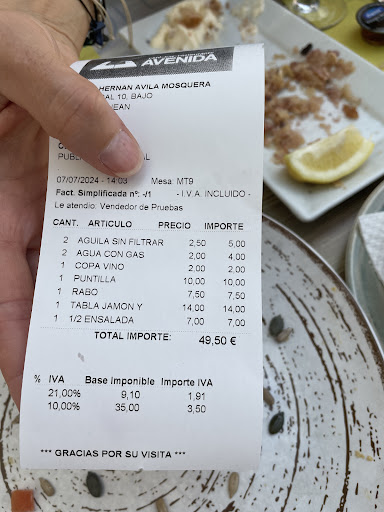 AVENIDA
HERNAN AVILA MOSQUERA
AL 10, BAJO
EAN
PUBLI AL
07/07/2024 - 14:03 Mesa: MT9
Fact. Simplificada nº: -/1 - I.V.A. INCLUIDO -
Le atendio: Vendedor de Pruebas
CANT. ARTICULO PRECIO IMPORTE
2 AGUILA SIN FILTRAR 2,50 5,00
2 AGUA CON GAS 2,00 4,00
1 COPA VINO 2,00 2,00
1 PUNTILLA 10,00 10,00
1 RABO 7,50 7,50
1 TABLA JAMON Y 14,00 14,00
1 1/2 ENSALADA 7,00 7,00
TOTAL IMPORTE: 49,50 €
% IVA Base Imponible Importe IVA
21,00% 9,10 1,91
10,00% 35,00 3,50
*** GRACIAS POR SU VISITA ***